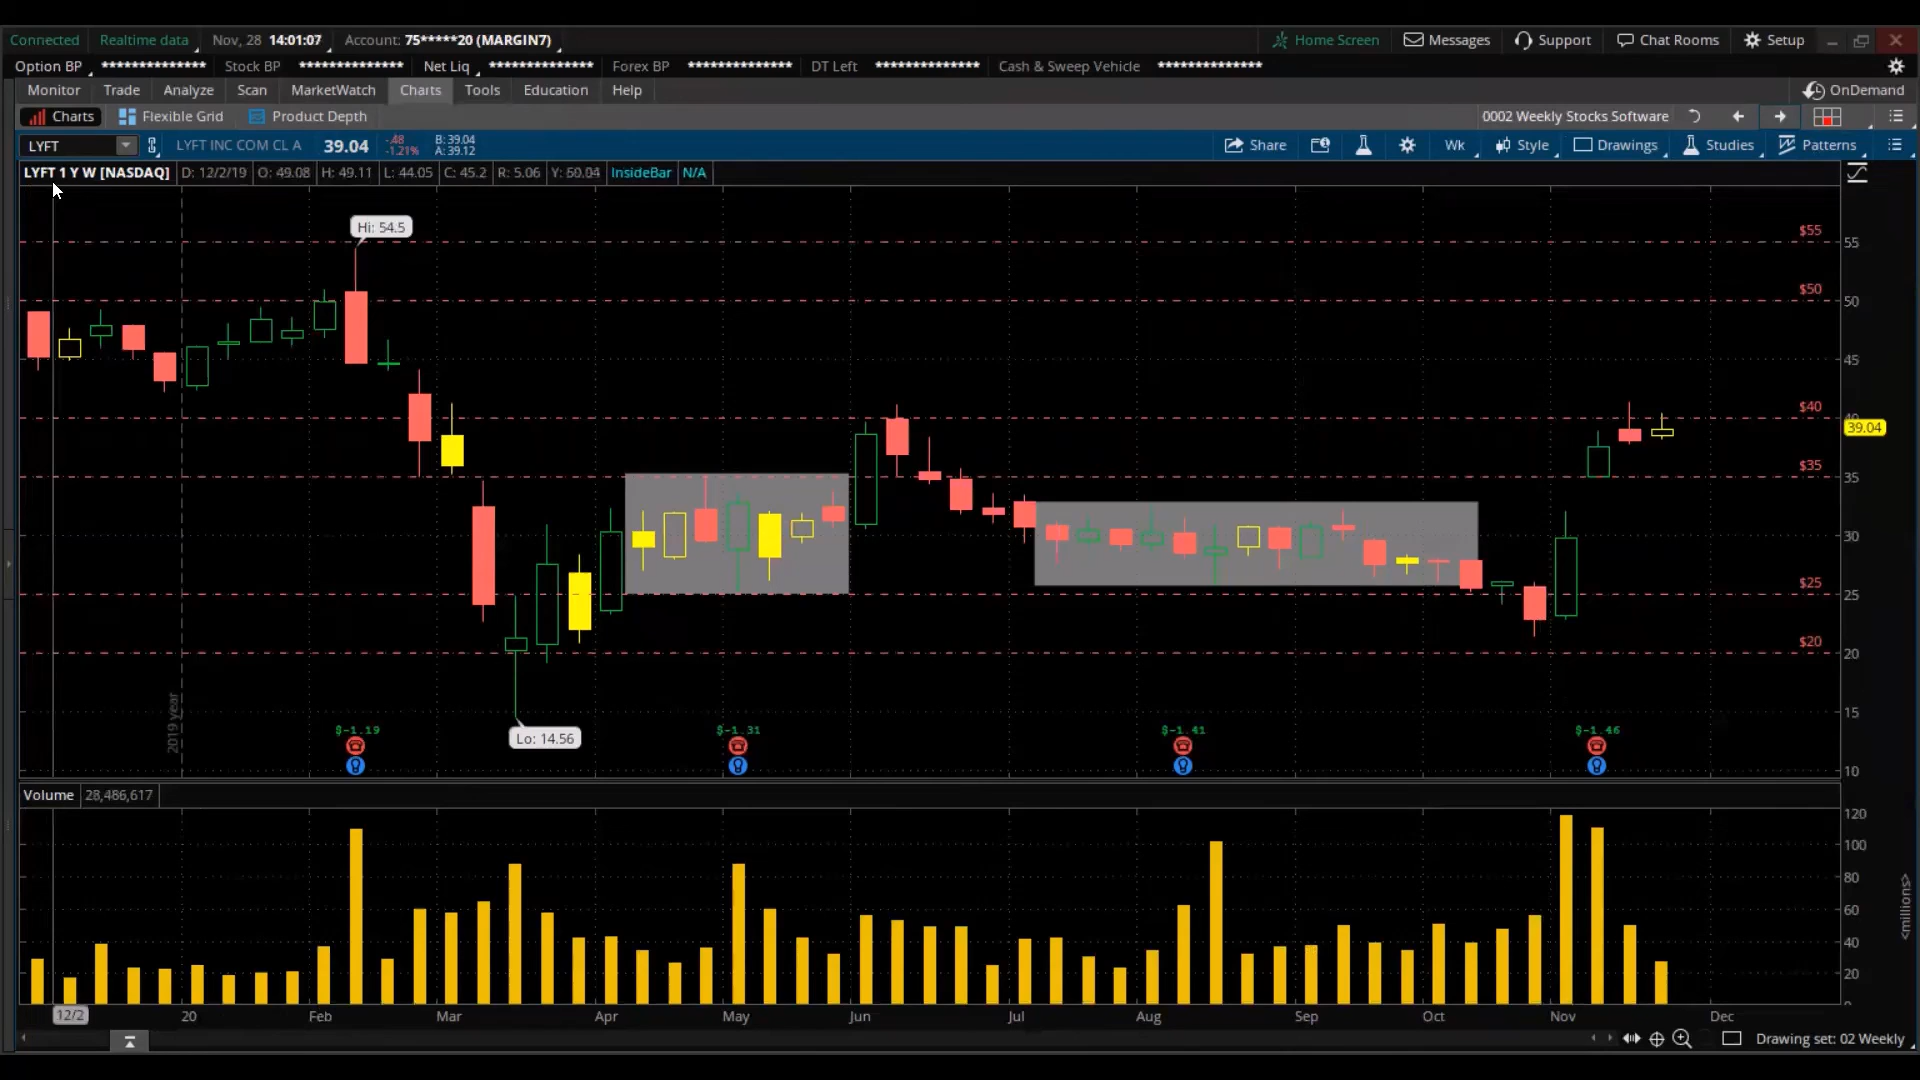 Connected Realtime data Nov, 28 14:01:07 Account: 75*****20 (MARGIN7) Home Screen Messages Support Chat Rooms Setup
Option BP ************** Stock BP ************** Net Liq ************** Forex BP ************** DT Left ************** Cash & Sweep Vehicle **************
Monitor Trade Analyze Scan MarketWatch Charts Tools Education Help OnDemand
Charts Flexible Grid Product Depth 0002 Weekly Stocks Software
LYFT LYFT INC COM CL A 39.04 -.48 -1.21% B: 39.04 A: 39.12 Share Wk Style Drawings Studies Patterns
LYFT 1 Y W [NASDAQ] D: 12/2/19 O: 49.08 H: 49.11 L: 44.05 C: 45.2 R: 5.06 Y: 50.04 InsideBar N/A
Hi: 54.5
$55 55
$50 50
45
$40 40
39.04
$35 35
30
$25 25
$20 20
2019 year
15
$-1.19 $-1.31 $-1.41 $-1.46
Lo: 14.56
10
Volume 28,486,617
120
100
80
60
40
20
<millions>
12/2 20 Feb Mar Apr May Jun Jul Aug Sep Oct Nov Dec
Drawing set: 02 Weekly